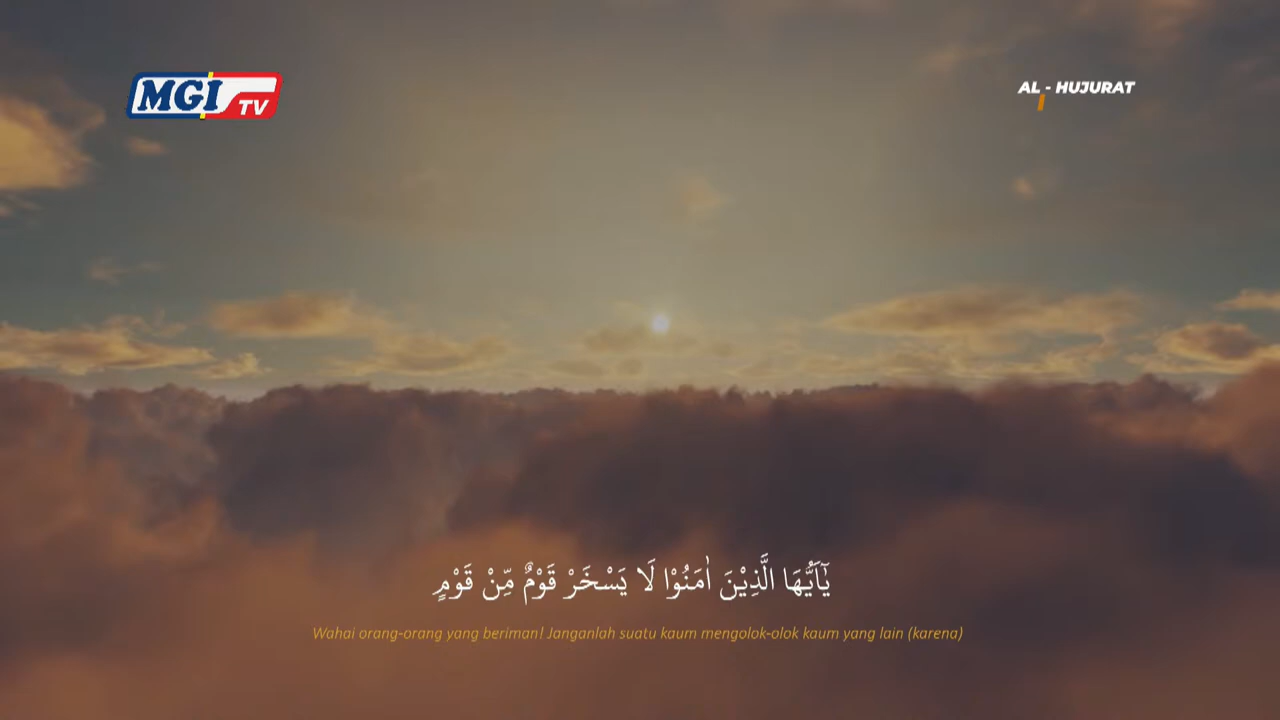 MGI TV
AL - HUJURAT
يٰٓاَيُّهَا الَّذِيْنَ اٰمَنُوْا لَا يَسْخَرْ قَوْمٌ مِّنْ قَوْمٍ
Wahai orang-orang yang beriman! Janganlah suatu kaum mengolok-olok kaum yang lain (karena)